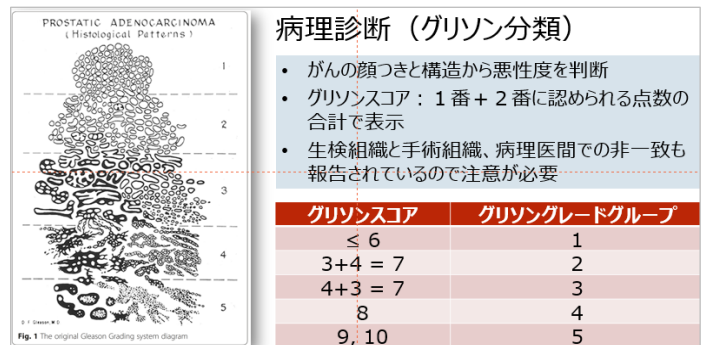 PROSTATIC ADENOCARCINOMA
(Histological Patterns)
1
2
3
4
5
D F Gleason, M.D.
Fig. 1 The original Gleason Grading system diagram
病理診断（グリソン分類）
• がんの顔つきと構造から悪性度を判断
• グリソンスコア：１番＋２番に認められる点数の
合計で表示
• 生検組織と手術組織、病理医間での非一致も
報告されているので注意が必要
グリソンスコア グリソングレードグループ
≤ 6 1
3+4 = 7 2
4+3 = 7 3
8 4
9, 10 5